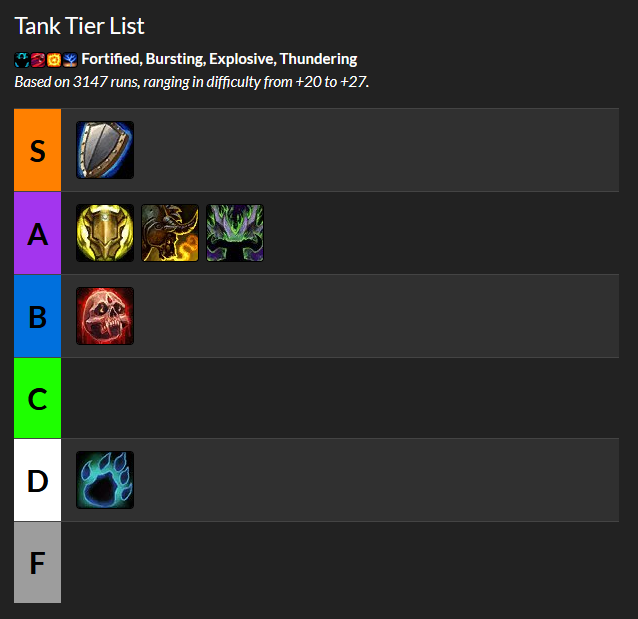 Tank Tier List
Fortified, Bursting, Explosive, Thundering
Based on 3147 runs, ranging in difficulty from +20 to +27.
S
A
B
C
D
F